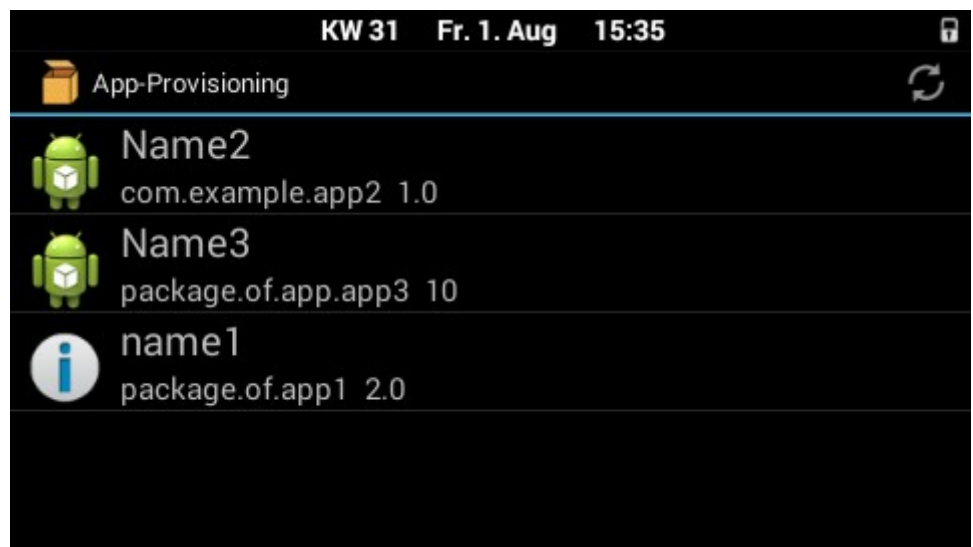 KW 31 Fr. 1. Aug 15:35
App-Provisioning
Name2
com.example.app2 1.0
Name3
package.of.app.app3 10
name1
package.of.app1 2.0